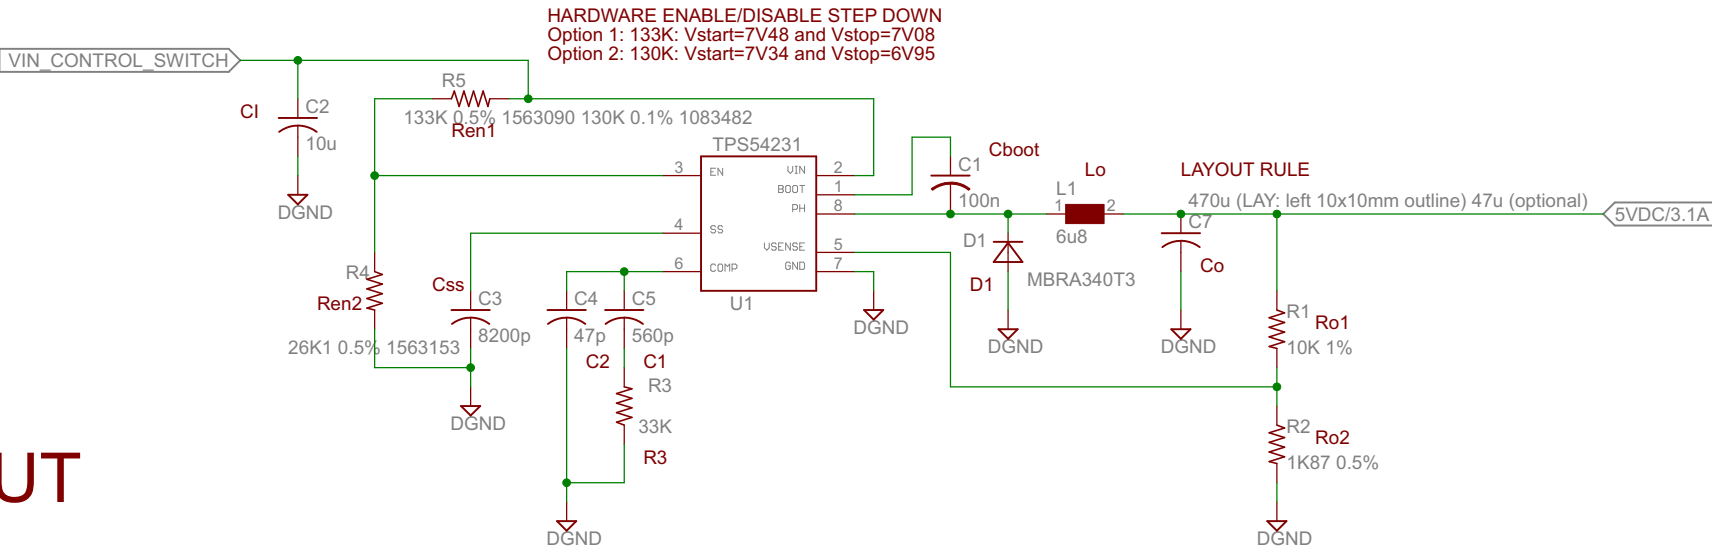 HARDWARE ENABLE/DISABLE STEP DOWN
Option 1: 133K: Vstart=7V48 and Vstop=7V08
Option 2: 130K: Vstart=7V34 and Vstop=6V95
VIN_CONTROL_SWITCH
R5
133K 0.5% 1563090 130K 0.1% 1083482
Ren1
CI
C2
10u
DGND
TPS54231
3
EN
4
SS
6
COMP
VIN
2
BOOT
1
PH
8
VSENSE
5
GND
7
U1
DGND
Cboot
C1
100n
Lo
L1
1
2
6u8
LAYOUT RULE
470u (LAY: left 10x10mm outline) 47u (optional)
5VDC/3.1A
C7
Co
DGND
D1
D1
MBRA340T3
DGND
R4
Ren2
26K1 0.5% 1563153
Css
C3
8200p
DGND
C4
47p
C2
C5
560p
C1
R3
33K
R3
DGND
R1
Ro1
10K 1%
R2
Ro2
1K87 0.5%
DGND
UT